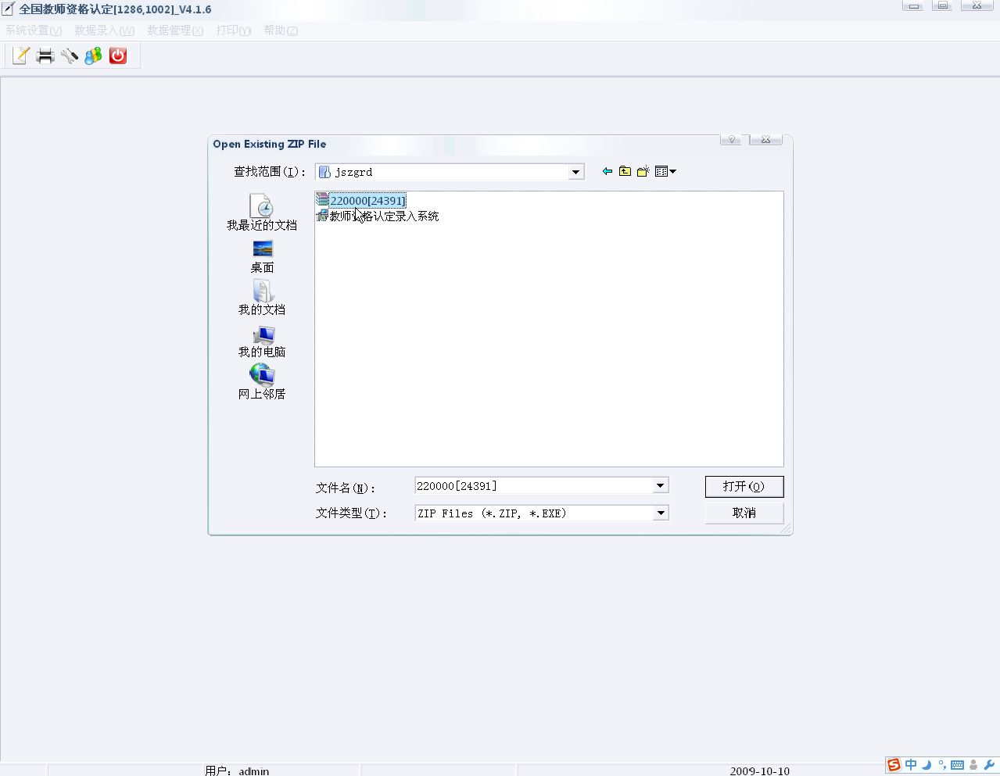 全国教师资格认定[1286,1002]_V4.1.6
系统设置(V) 数据录入(W) 数据管理(X) 打印(Y) 帮助(Z)
Open Existing ZIP File
查找范围(I): jszgrd
我最近的文档
桌面
我的文档
我的电脑
网上邻居
220000[24391]
教师资格认定录入系统
文件名(N): 220000[24391] 打开(O)
文件类型(T): ZIP Files (*.ZIP, *.EXE) 取消
用户: admin 2009-10-10
中